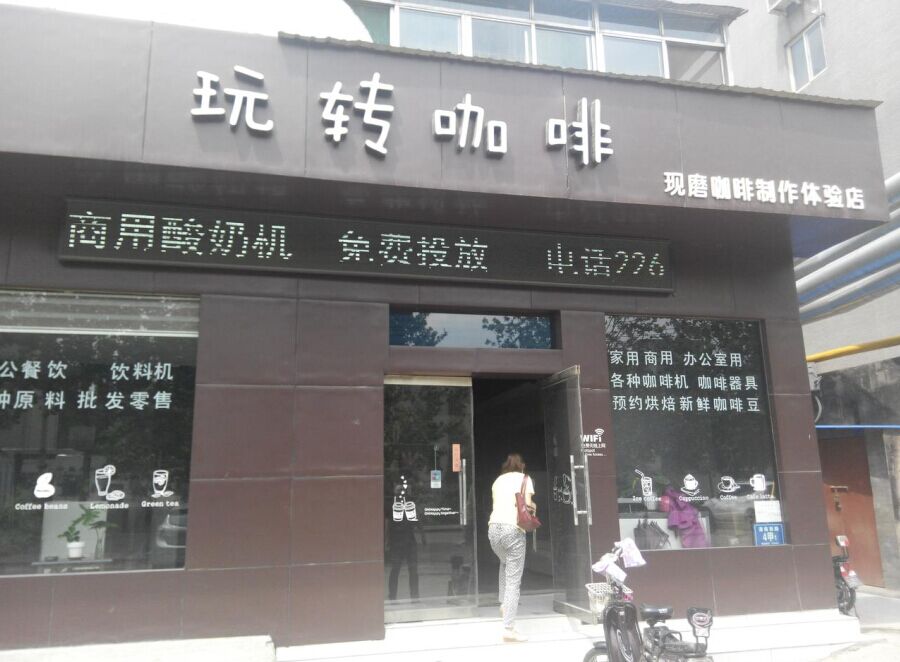 玩转咖啡
现磨咖啡制作体验店
商用酸奶机 免费投放 电话226
公餐饮 饮料机
种原料 批发零售
Coffee beans
Lemonade
Green tea
家用 商用 办公室用
各种咖啡机 咖啡器具
预约烘焙新鲜咖啡豆
WiFi
Ice coffee
Cappuccino
Coffee
Cafe latte